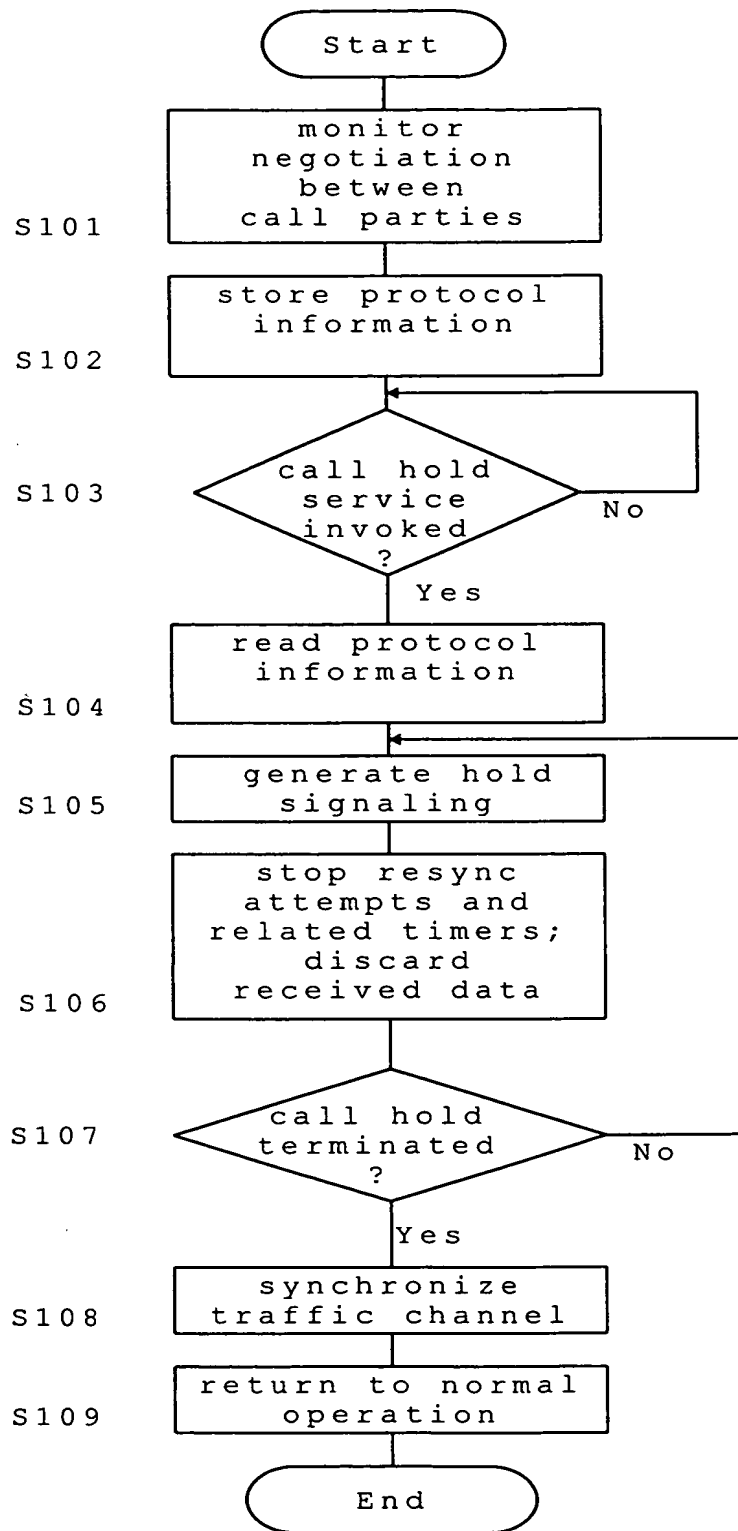 Start
monitor
negotiation
between
call parties
S101
store protocol
information
S102
call hold
service
invoked
?
S103
No
Yes
read protocol
information
S104
generate hold
signaling
S105
stop resync
attempts and
related timers;
discard
received data
S106
call hold
terminated
?
S107
No
Yes
synchronize
traffic channel
S108
return to normal
operation
S109
End